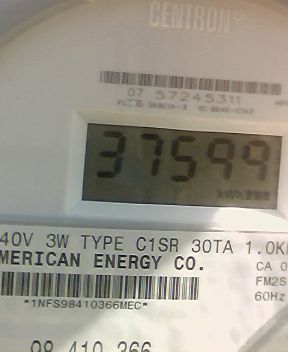 CENTRON
07 57245311
37599
kWh
40V 3W TYPE C1SR 30TA 1.0K
MERICAN ENERGY CO.
CA 0
FM2S
60Hz
*1NFS98410366MEC*
98 410 366